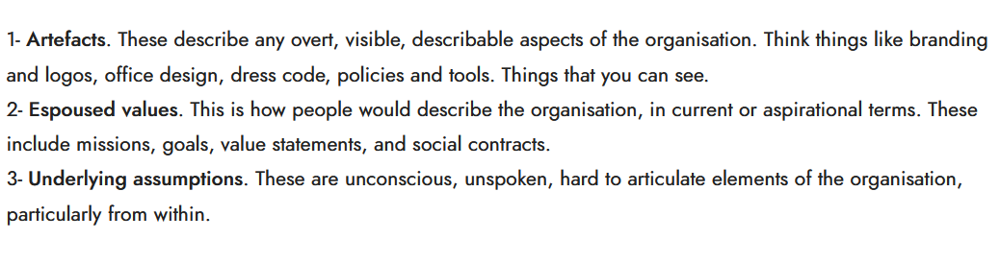 1- Artefacts. These describe any overt, visible, describable aspects of the organisation. Think things like branding
and logos, office design, dress code, policies and tools. Things that you can see.
2- Espoused values. This is how people would describe the organisation, in current or aspirational terms. These
include missions, goals, value statements, and social contracts.
3- Underlying assumptions. These are unconscious, unspoken, hard to articulate elements of the organisation,
particularly from within.